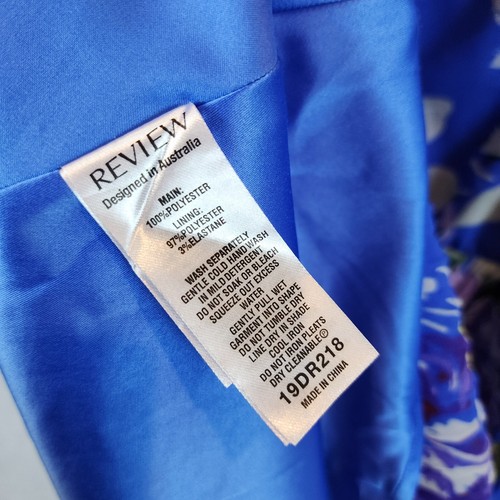 REVIEW
Designed in Australia
MAIN:
100%POLYESTER
LINING:
97%POLYESTER
3%ELASTANE
WASH SEPARATELY
GENTLE COLD HAND WASH
IN MILD DETERGENT
DO NOT SOAK OR BLEACH
SQUEEZE OUT EXCESS
WATER
GENTLY PULL WET
GARMENT INTO SHAPE
DO NOT TUMBLE DRY
LINE DRY IN SHADE
COOL IRON
DO NOT IRON PLEATS
DRY CLEANABLEⓅ
19DR218
MADE IN CHINA